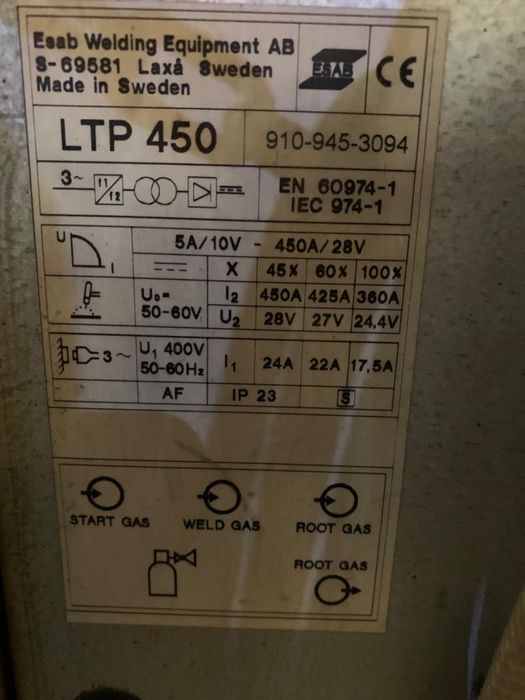 Esab Welding Equipment AB
S-69581 Laxå Sweden
Made in Sweden
ESAB
CE
LTP 450
910-945-3094
3~ f1/f2
EN 60974-1
IEC 974-1
U
I
5A/10V - 450A/28V
X 45% 60% 100%
U₀=
50-60V
I₂ 450A 425A 360A
U₂ 28V 27V 24,4V
3~
U₁ 400V
50-60Hz
I₁ 24A 22A 17,5A
AF IP 23 S
START GAS
WELD GAS
ROOT GAS
ROOT GAS